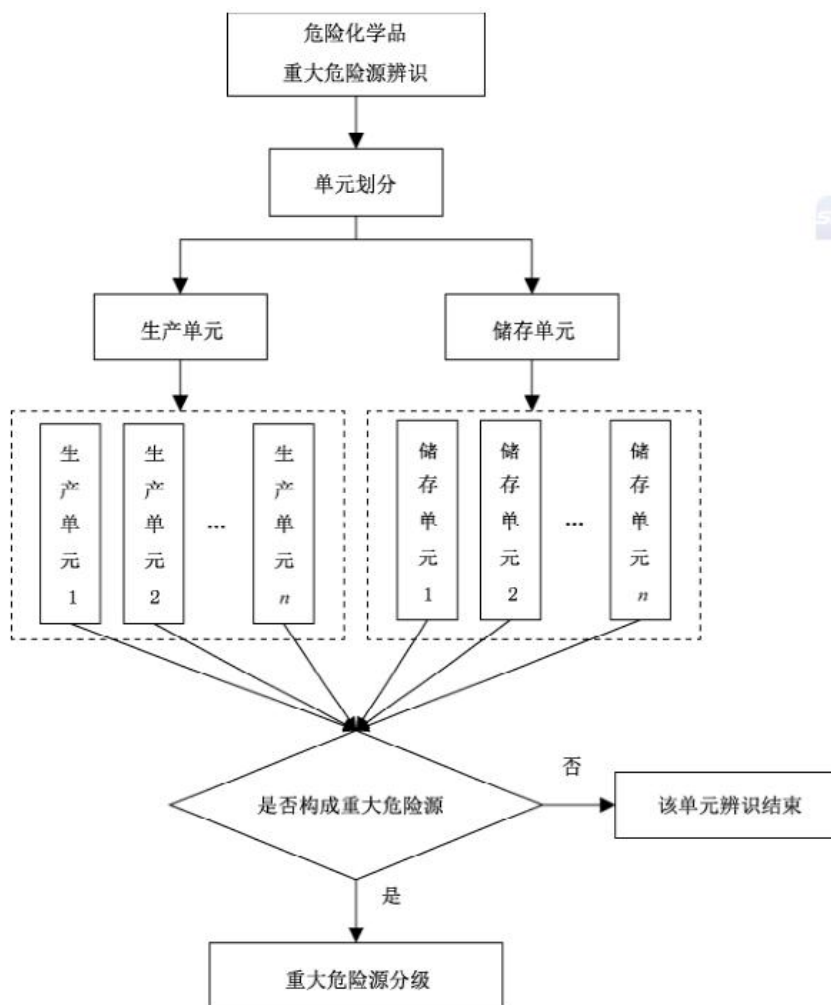 危险化学品
重大危险源辨识
单元划分
生产单元
储存单元
生产单元1
生产单元2
...
生产单元n
储存单元1
储存单元2
...
储存单元n
是否构成重大危险源
否
该单元辨识结束
是
重大危险源分级